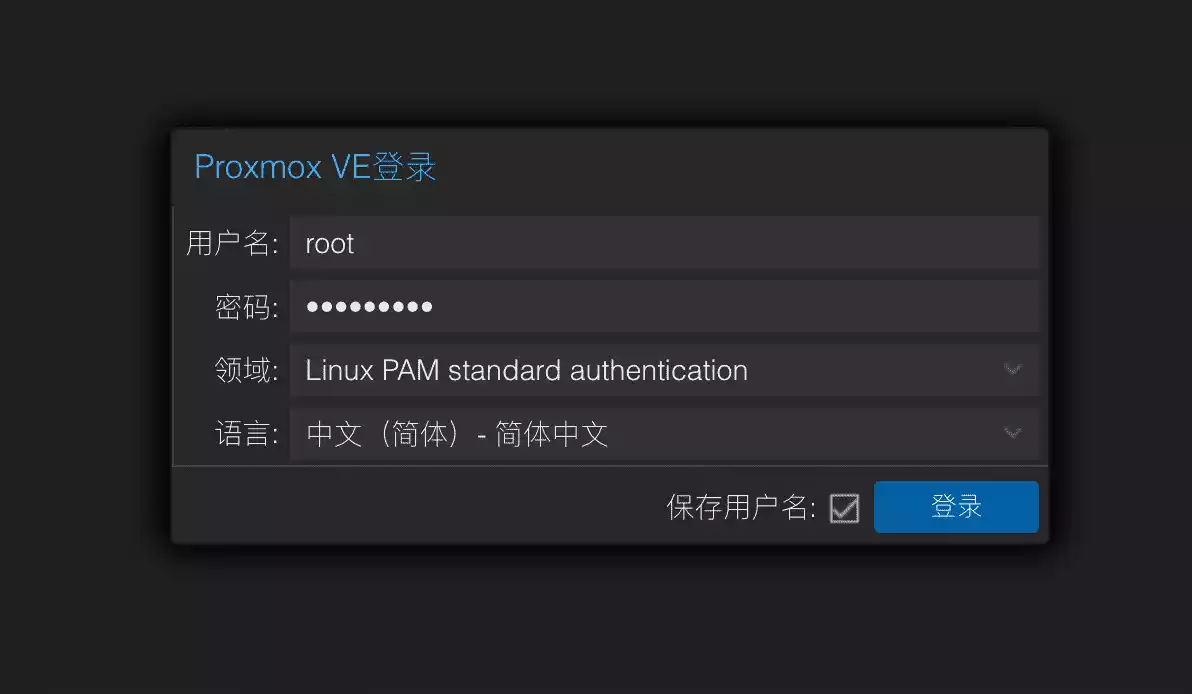 Proxmox VE登录
用户名: root
密码: •••••••••
领域: Linux PAM standard authentication
语言: 中文（简体）- 简体中文
保存用户名: 登录